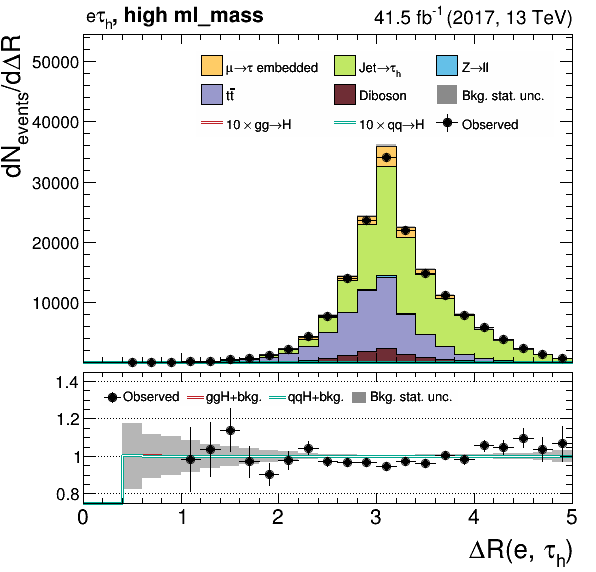 eτh, high ml_mass 41.5 fb⁻¹ (2017, 13 TeV)
dNevents/dΔR
50000
40000
30000
20000
10000
μ→τ embedded Jet→τh Z→ll
tt̄ Diboson Bkg. stat. unc.
10 × gg→H 10 × qq→H Observed
1.4
1.2
1
0.8
Observed ggH+bkg. qqH+bkg. Bkg. stat. unc.
0 1 2 3 4 5
ΔR(e, τh)